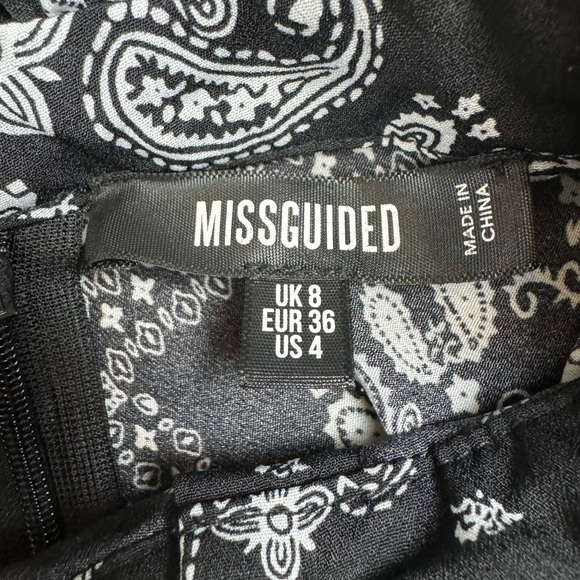 MISSGUIDED
MADE IN
CHINA
UK 8
EUR 36
US 4